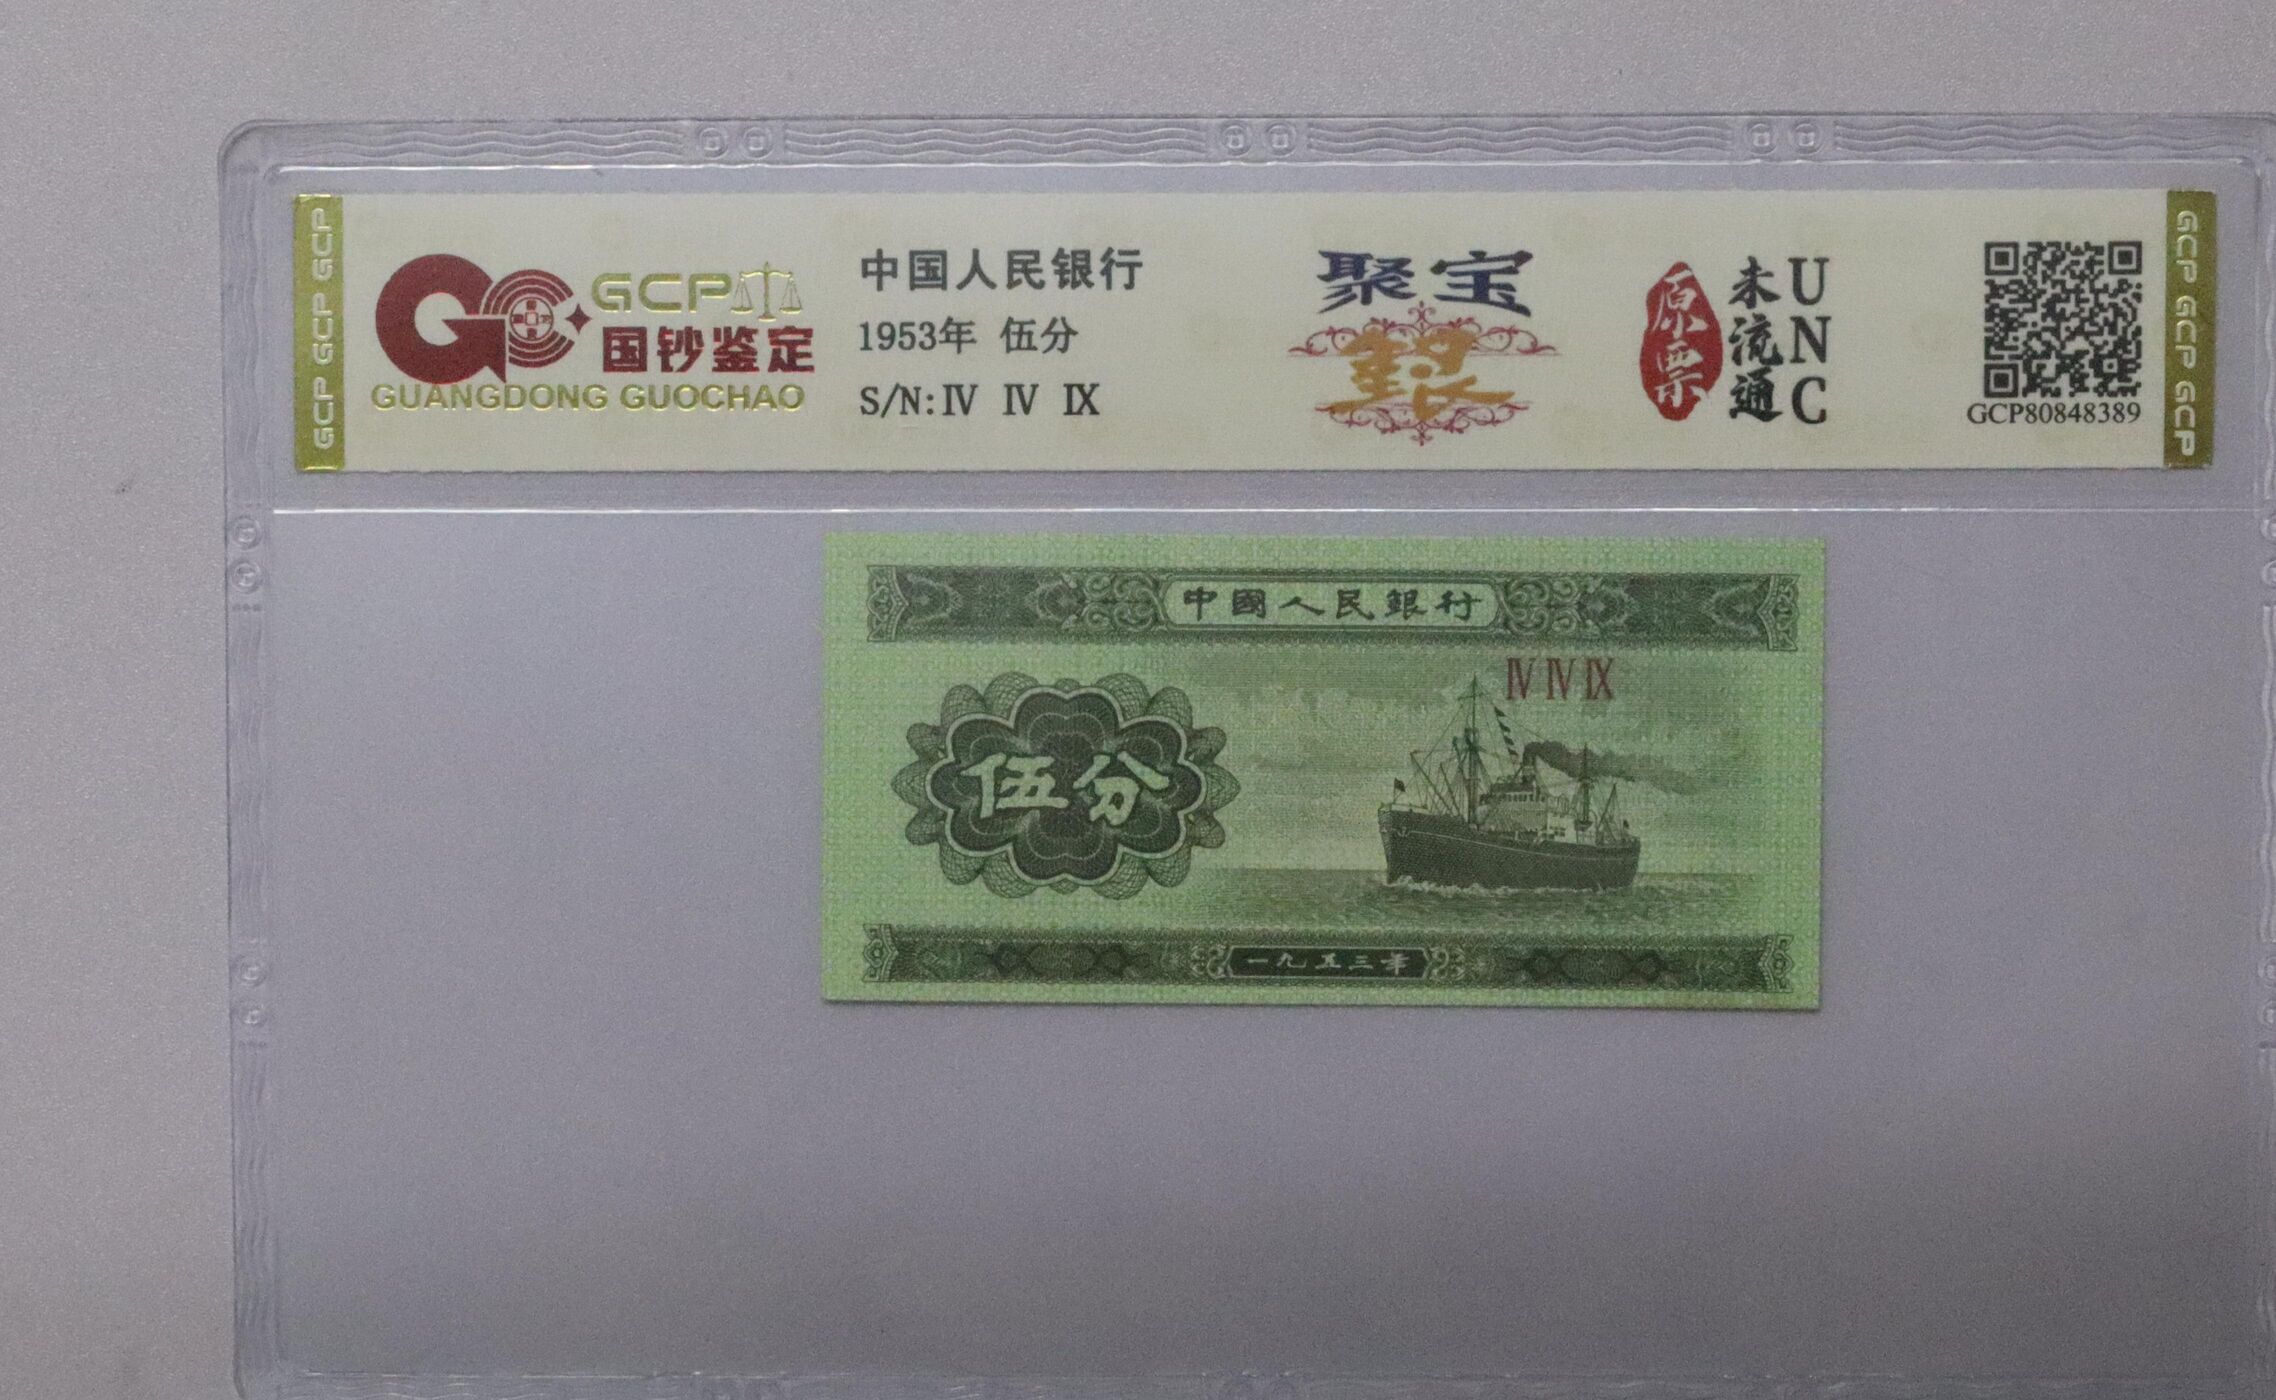 GCP GCP GCP
GCP
国钞鉴定
GUANGDONG GUOCHAO
中国人民银行
1953年 伍分
S/N:Ⅳ Ⅳ Ⅸ
聚宝
原票
未流通
UNC
GCP80848389
GCP GCP GCP
中國人民銀行
Ⅳ Ⅳ Ⅸ
伍分
一九五三年